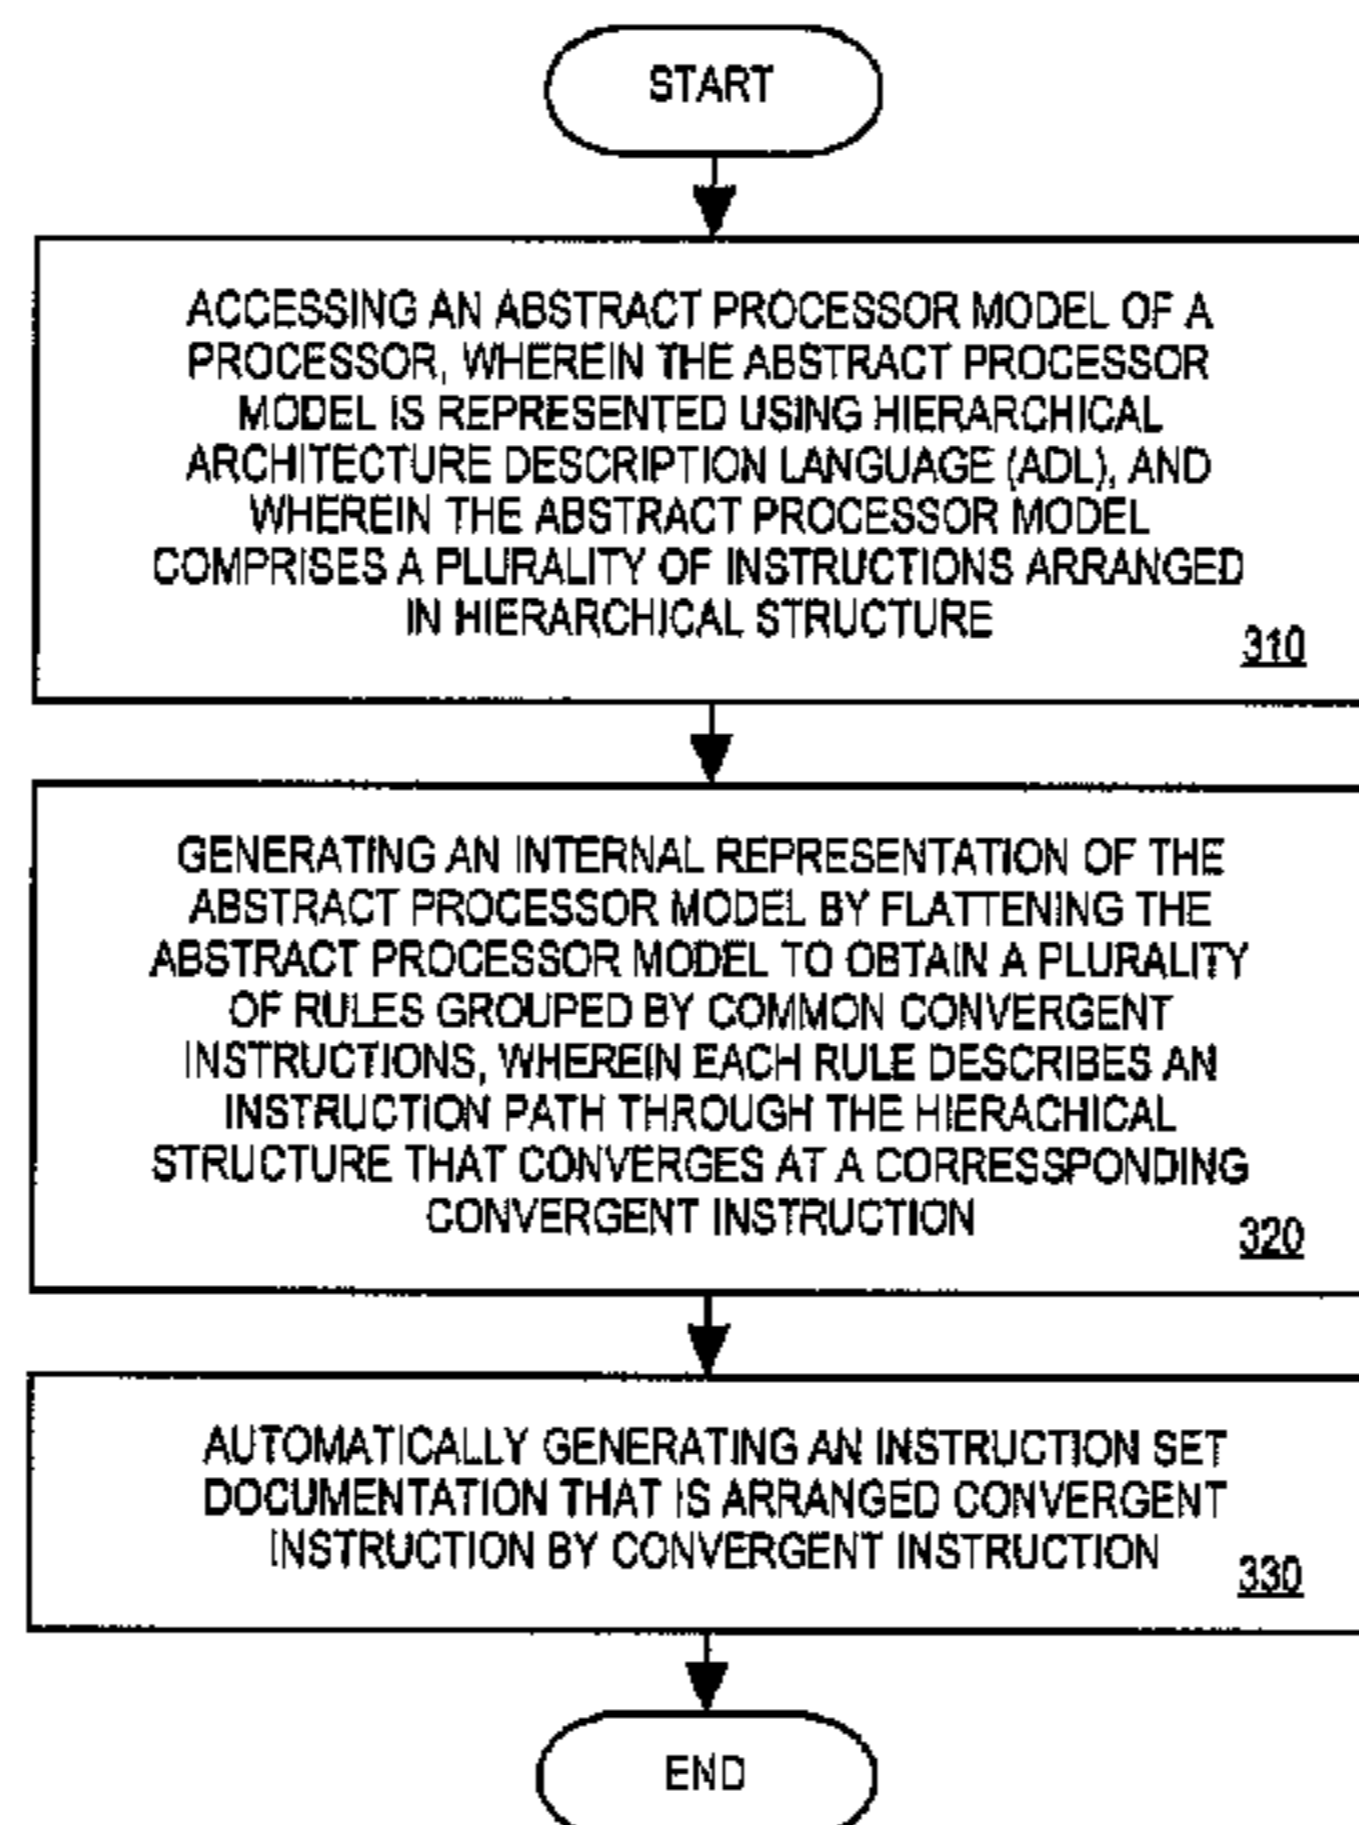 START
ACCESSING AN ABSTRACT PROCESSOR MODEL OF A
PROCESSOR, WHEREIN THE ABSTRACT PROCESSOR
MODEL IS REPRESENTED USING HIERARCHICAL
ARCHITECTURE DESCRIPTION LANGUAGE (ADL), AND
WHEREIN THE ABSTRACT PROCESSOR MODEL
COMPRISES A PLURALITY OF INSTRUCTIONS ARRANGED
IN HIERARCHICAL STRUCTURE
310
GENERATING AN INTERNAL REPRESENTATION OF THE
ABSTRACT PROCESSOR MODEL BY FLATTENING THE
ABSTRACT PROCESSOR MODEL TO OBTAIN A PLURALITY
OF RULES GROUPED BY COMMON CONVERGENT
INSTRUCTIONS, WHEREIN EACH RULE DESCRIBES AN
INSTRUCTION PATH THROUGH THE HIERACHICAL
STRUCTURE THAT CONVERGES AT A CORRESSPONDING
CONVERGENT INSTRUCTION
320
AUTOMATICALLY GENERATING AN INSTRUCTION SET
DOCUMENTATION THAT IS ARRANGED CONVERGENT
INSTRUCTION BY CONVERGENT INSTRUCTION
330
END